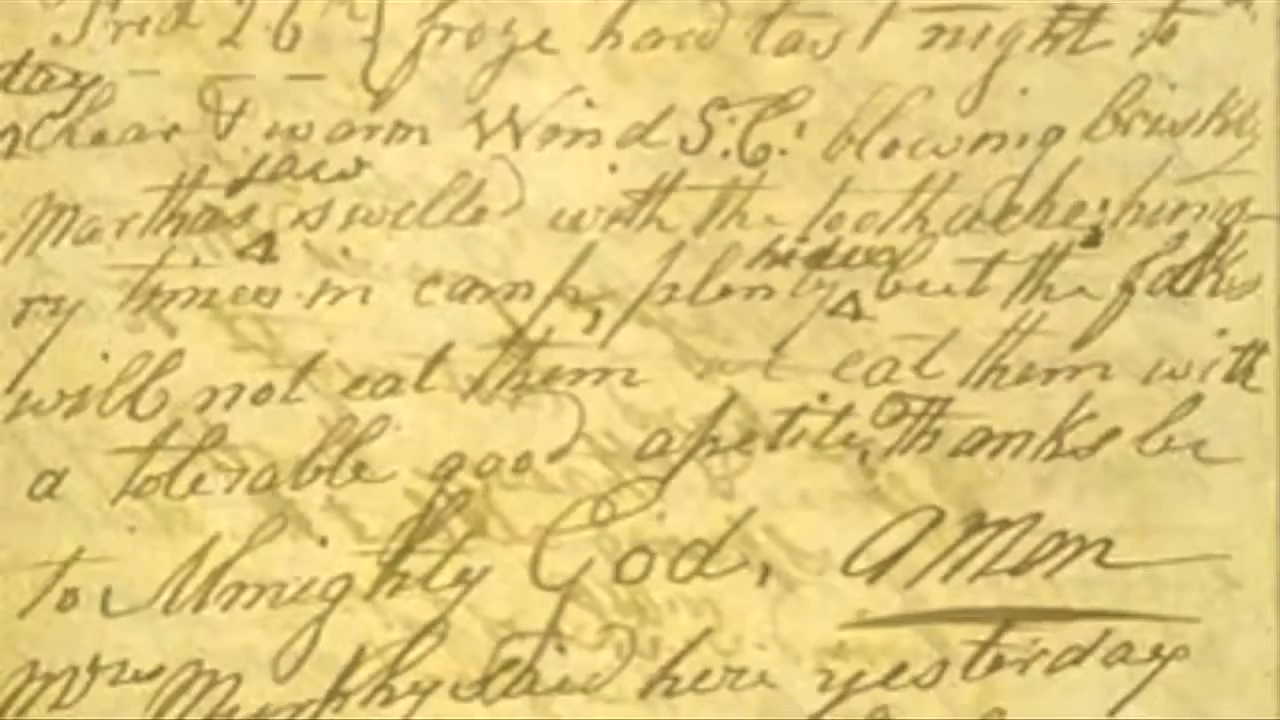 Frid 26th { froze hard last night to
day
clear & warm Wind S.E. blowing briskly
Marthas jaw swelled with the toothache; hung-
ry times in camp, plenty hides but the folks
will not eat them we eat them with
a tolerable good apetite, Thanks be
to Almighty God, Amen
Mrs Murphy said here yesterday